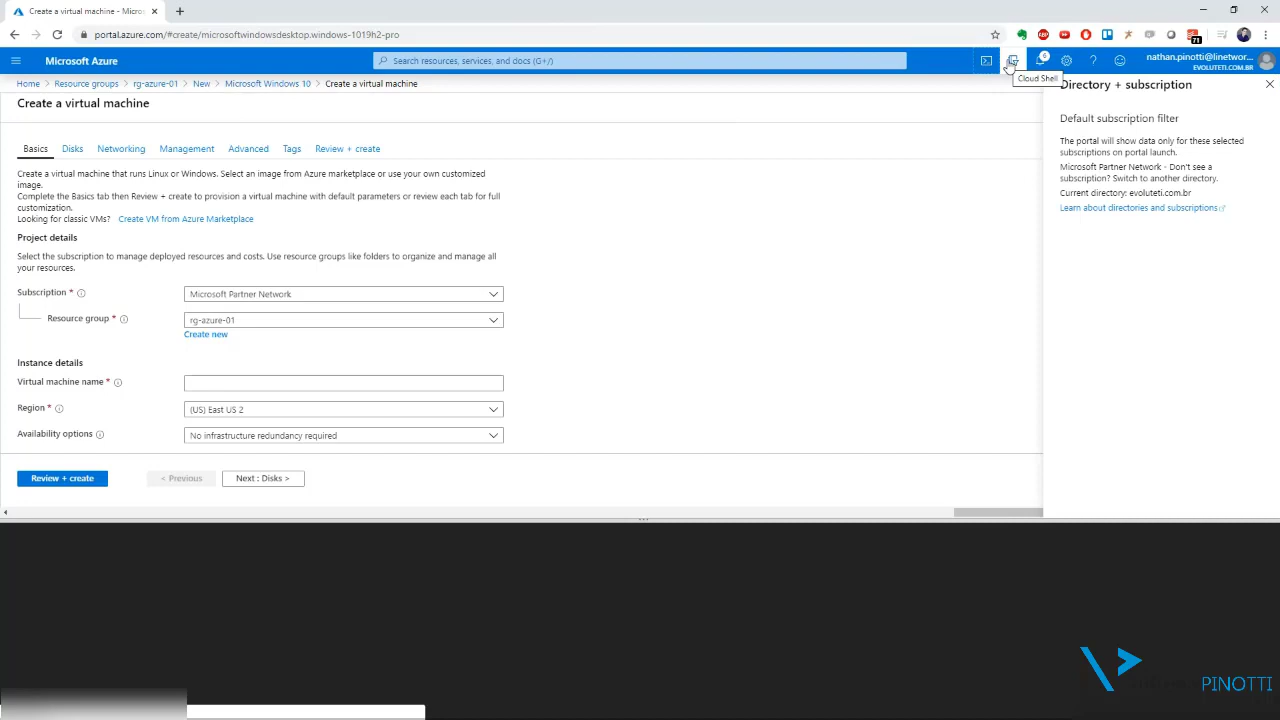 Create a virtual machine - Micros
portal.azure.com/#create/microsoftwindowsdesktop.windows-1019h2-pro
71
Microsoft Azure
Search resources, services, and docs (G+/)
6
nathan.pinotti@linetwor...
EVOLUTETI.COM.BR
Cloud Shell
Home > Resource groups > rg-azure-01 > New > Microsoft Windows 10 > Create a virtual machine
Create a virtual machine
Basics Disks Networking Management Advanced Tags Review + create
Create a virtual machine that runs Linux or Windows. Select an image from Azure marketplace or use your own customized
image.
Complete the Basics tab then Review + create to provision a virtual machine with default parameters or review each tab for full
customization.
Looking for classic VMs? Create VM from Azure Marketplace
Project details
Select the subscription to manage deployed resources and costs. Use resource groups like folders to organize and manage all
your resources.
Subscription *
Microsoft Partner Network
Resource group *
rg-azure-01
Create new
Instance details
Virtual machine name *
Region *
(US) East US 2
Availability options
No infrastructure redundancy required
Review + create
< Previous
Next : Disks >
Directory + subscription
Default subscription filter
The portal will show data only for these selected
subscriptions on portal launch.
Microsoft Partner Network - Don't see a
subscription? Switch to another directory.
Current directory: evoluteti.com.br
Learn about directories and subscriptions
PINOTTI